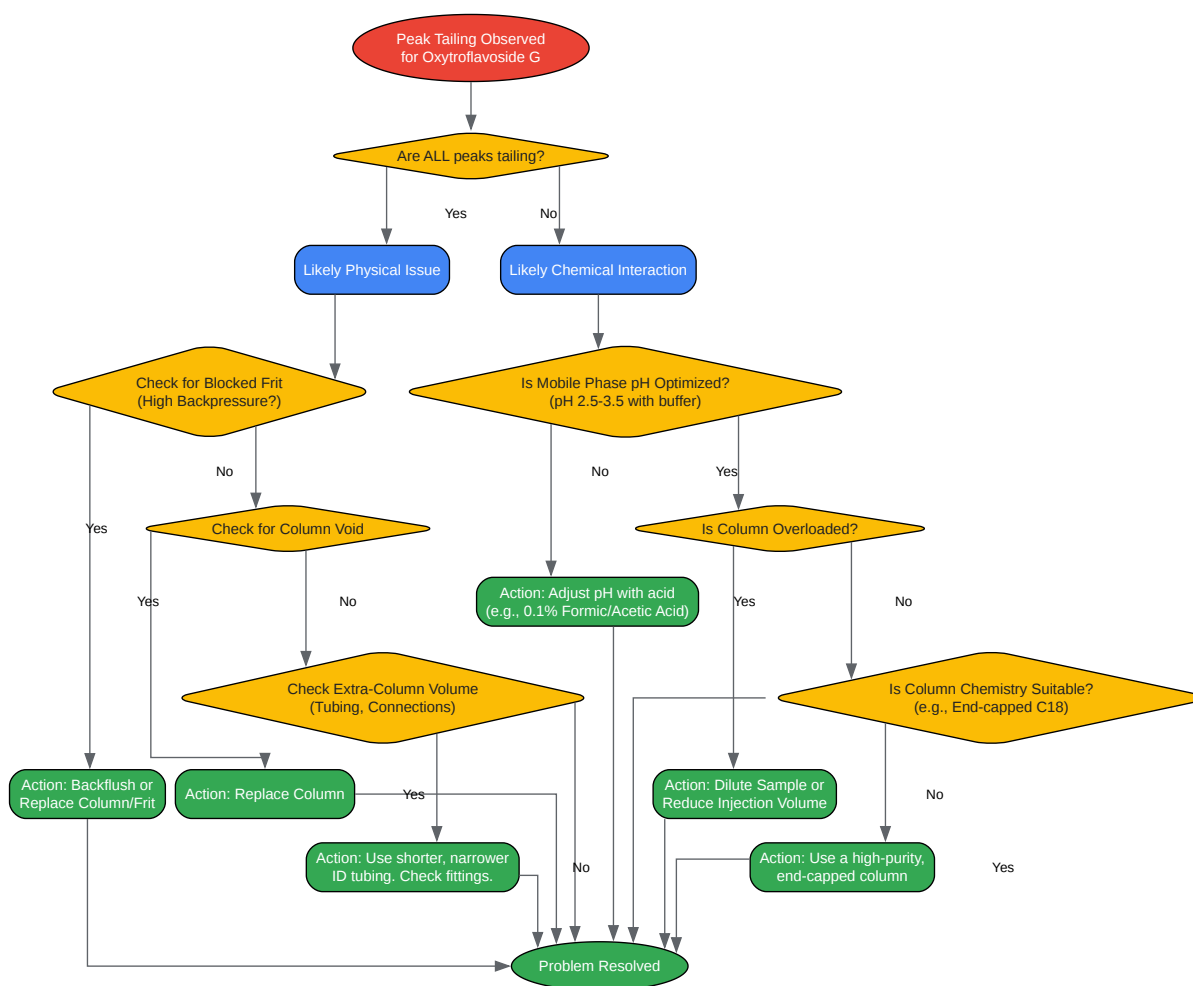 Peak Tailing Observed
for Oxytroflavoside G
Are ALL peaks tailing?
Yes
No
Likely Physical Issue
Likely Chemical Interaction
Check for Blocked Frit
(High Backpressure?)
Is Mobile Phase pH Optimized?
(pH 2.5-3.5 with buffer)
No
No
Yes
Yes
Check for Column Void
Is Column Overloaded?
Action: Adjust pH with acid
(e.g., 0.1% Formic/Acetic Acid)
Yes
No
Yes
No
Check Extra-Column Volume
(Tubing, Connections)
Is Column Chemistry Suitable?
(e.g., End-capped C18)
Action: Backflush or
Replace Column/Frit
Action: Replace Column
Yes
Action: Dilute Sample or
Reduce Injection Volume
No
Action: Use shorter, narrower
ID tubing. Check fittings.
No
Action: Use a high-purity,
end-capped column
Yes
Problem Resolved